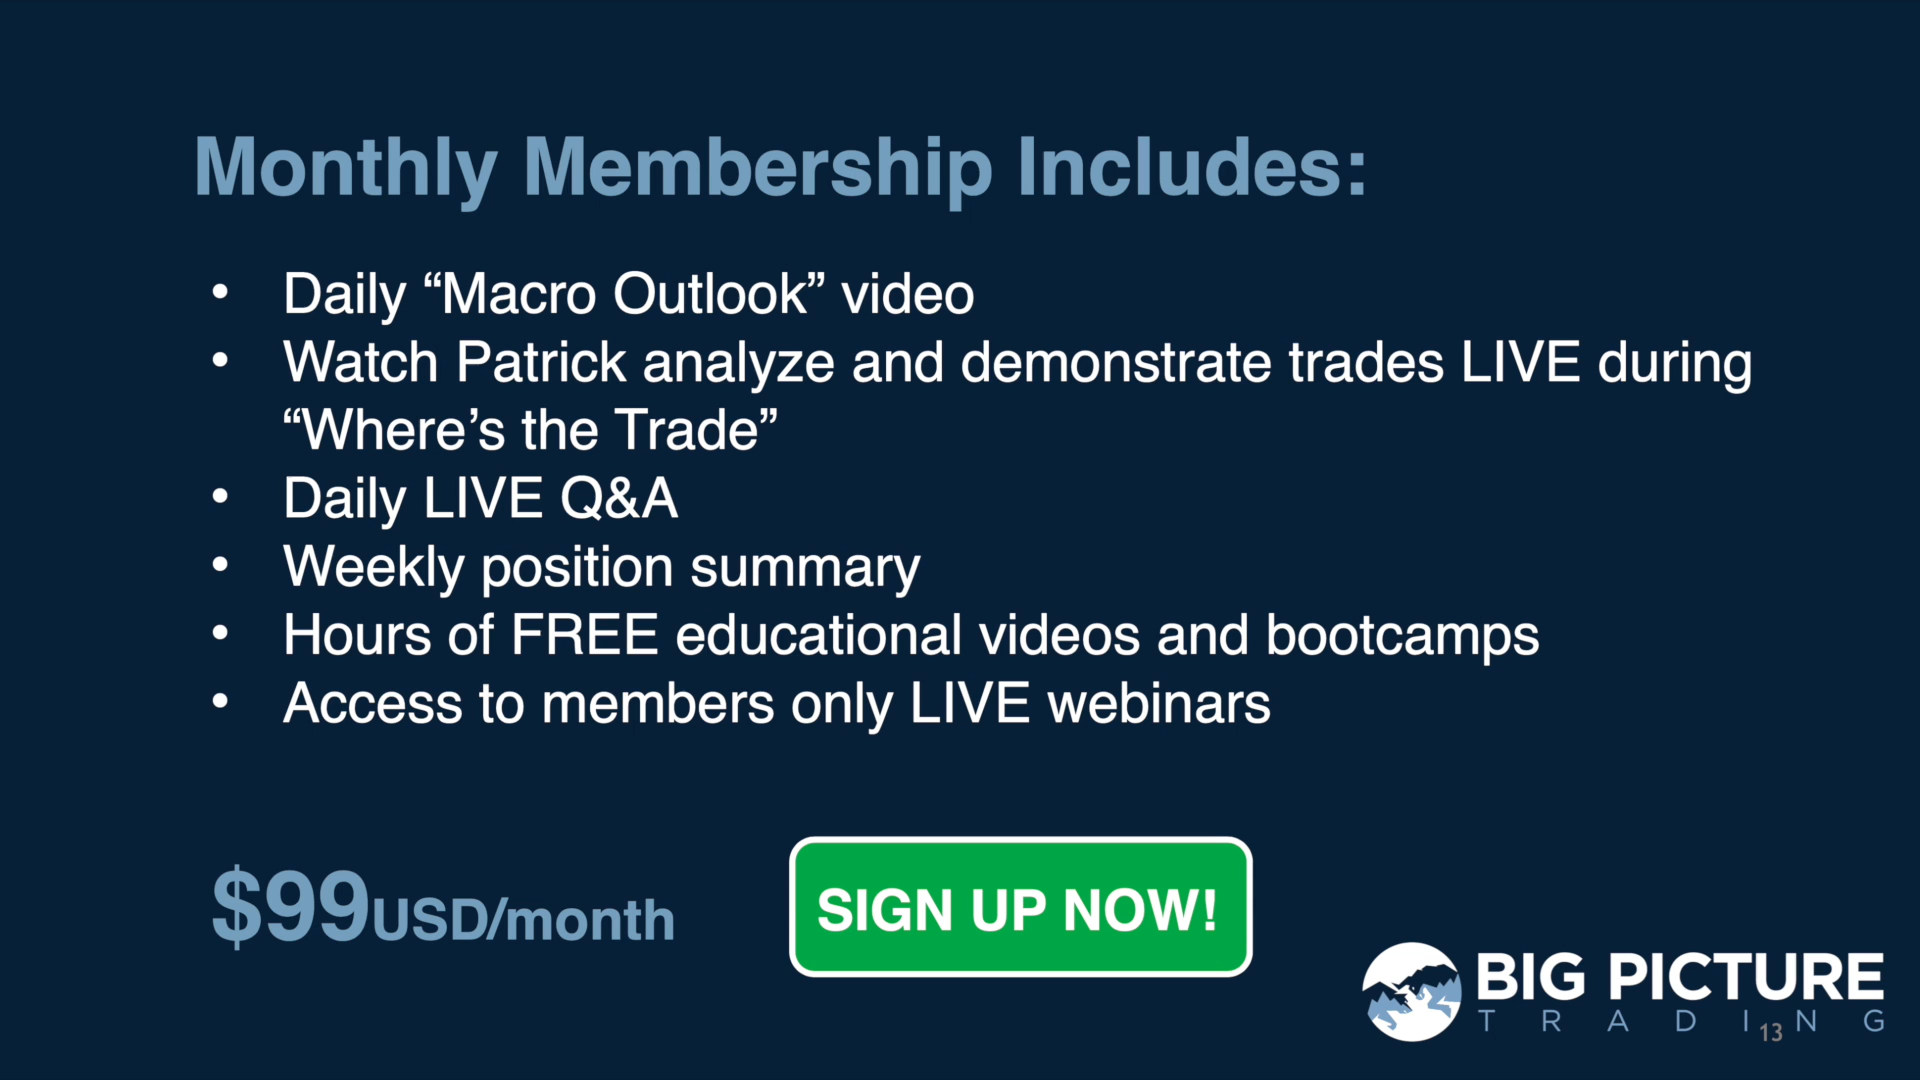 Monthly Membership Includes:
• Daily “Macro Outlook” video
• Watch Patrick analyze and demonstrate trades LIVE during
“Where’s the Trade”
• Daily LIVE Q&A
• Weekly position summary
• Hours of FREE educational videos and bootcamps
• Access to members only LIVE webinars
$99USD/month
SIGN UP NOW!
BIG PICTURE
TRADING
13